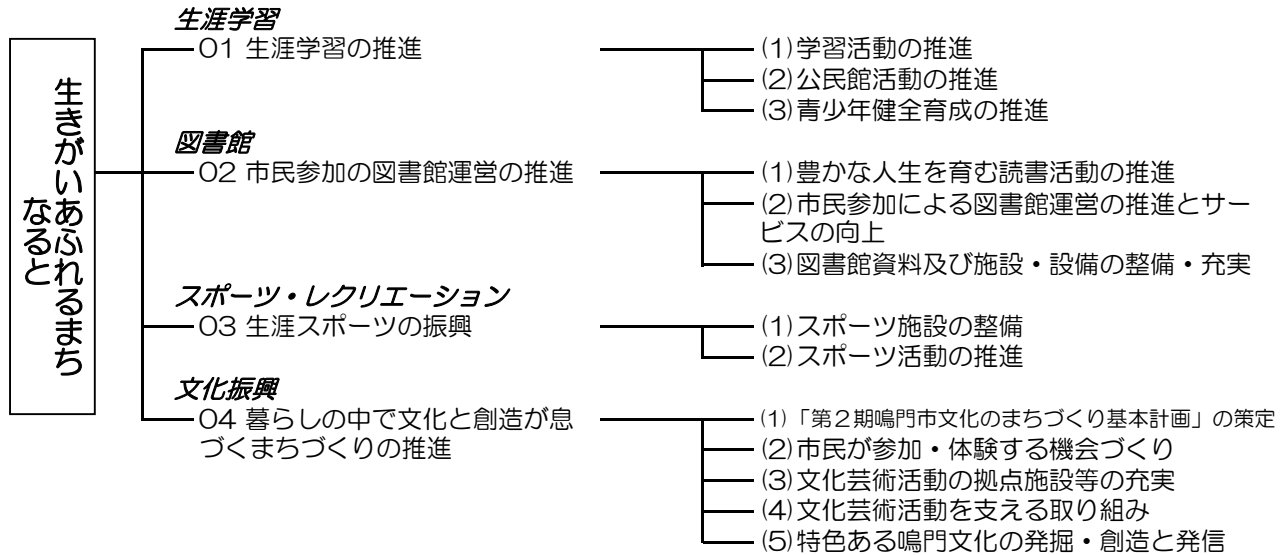 生きがいあふれるまち
なると
生涯学習
01 生涯学習の推進
(1)学習活動の推進
(2)公民館活動の推進
(3)青少年健全育成の推進
図書館
02 市民参加の図書館運営の推進
(1)豊かな人生を育む読書活動の推進
(2)市民参加による図書館運営の推進とサー
ビスの向上
(3)図書館資料及び施設・設備の整備・充実
スポーツ・レクリエーション
03 生涯スポーツの振興
(1)スポーツ施設の整備
(2)スポーツ活動の推進
文化振興
04 暮らしの中で文化と創造が息
づくまちづくりの推進
(1)「第2期鳴門市文化のまちづくり基本計画」の策定
(2)市民が参加・体験する機会づくり
(3)文化芸術活動の拠点施設等の充実
(4)文化芸術活動を支える取り組み
(5)特色ある鳴門文化の発掘・創造と発信